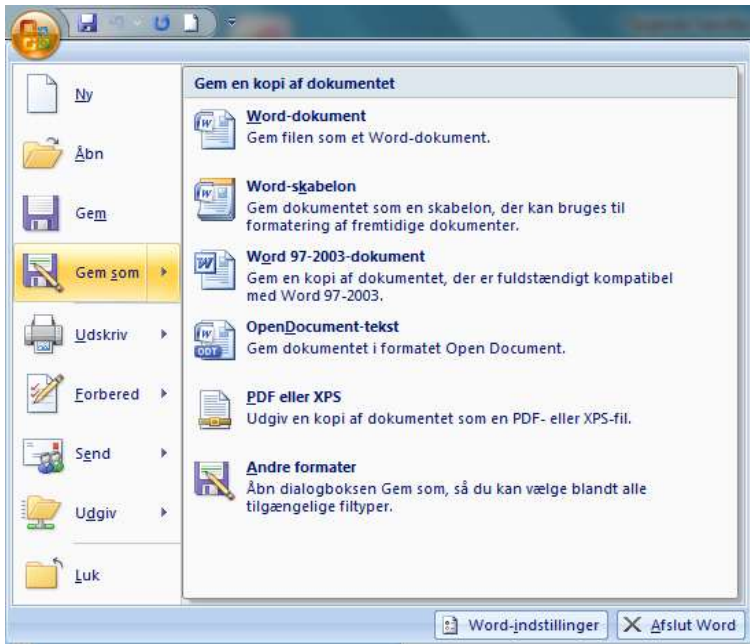 Ny
Åbn
Gem
Gem som
Udskriv
Forbered
Send
Udgiv
Luk
Gem en kopi af dokumentet
Word-dokument
Gem filen som et Word-dokument.
Word-skabelon
Gem dokumentet som en skabelon, der kan bruges til
formatering af fremtidige dokumenter.
Word 97-2003-dokument
Gem en kopi af dokumentet, der er fuldstændigt kompatibel
med Word 97-2003.
OpenDocument-tekst
Gem dokumentet i formatet Open Document.
PDF eller XPS
Udgiv en kopi af dokumentet som en PDF- eller XPS-fil.
Andre formater
Åbn dialogboksen Gem som, så du kan vælge blandt alle
tilgængelige filtyper.
Word-indstillinger
Afslut Word